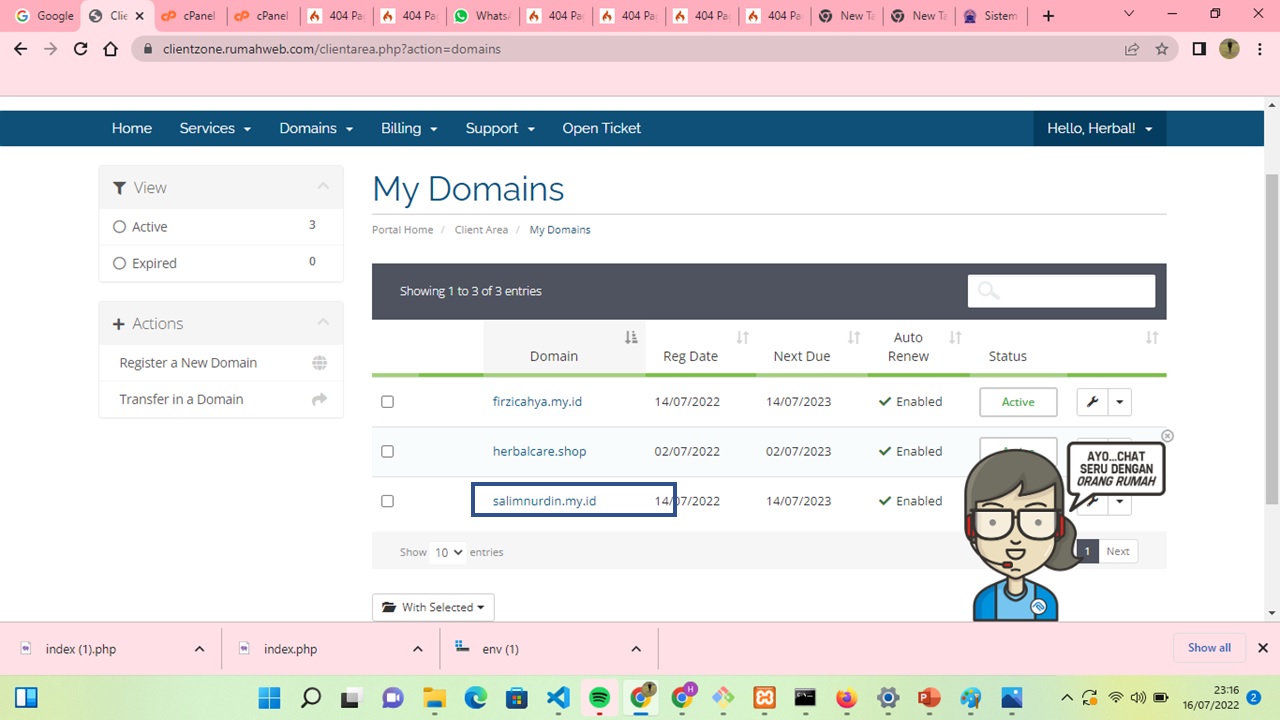 Google
Clie
cPanel
cPanel
404 Pa
404 Pa
WhatsA
404 Pa
404 Pa
404 Pa
404 Pa
New Ta
New Ta
Sistem
clientzone.rumahweb.com/clientarea.php?action=domains
Home Services Domains Billing Support Open Ticket Hello, Herbal!
View
Active 3
Expired 0
Actions
Register a New Domain
Transfer in a Domain
My Domains
Portal Home / Client Area / My Domains
Showing 1 to 3 of 3 entries
Domain Reg Date Next Due Auto Renew Status
firzicahya.my.id 14/07/2022 14/07/2023 Enabled Active
herbalcare.shop 02/07/2022 02/07/2023 Enabled
salimnurdin.my.id 14/07/2022 14/07/2023 Enabled
AYO...CHAT
SERU DENGAN
ORANG RUMAH
Show 10 entries 1 Next
With Selected
index (1).php
index.php
env (1)
Show all
H
23:16
16/07/2022
2